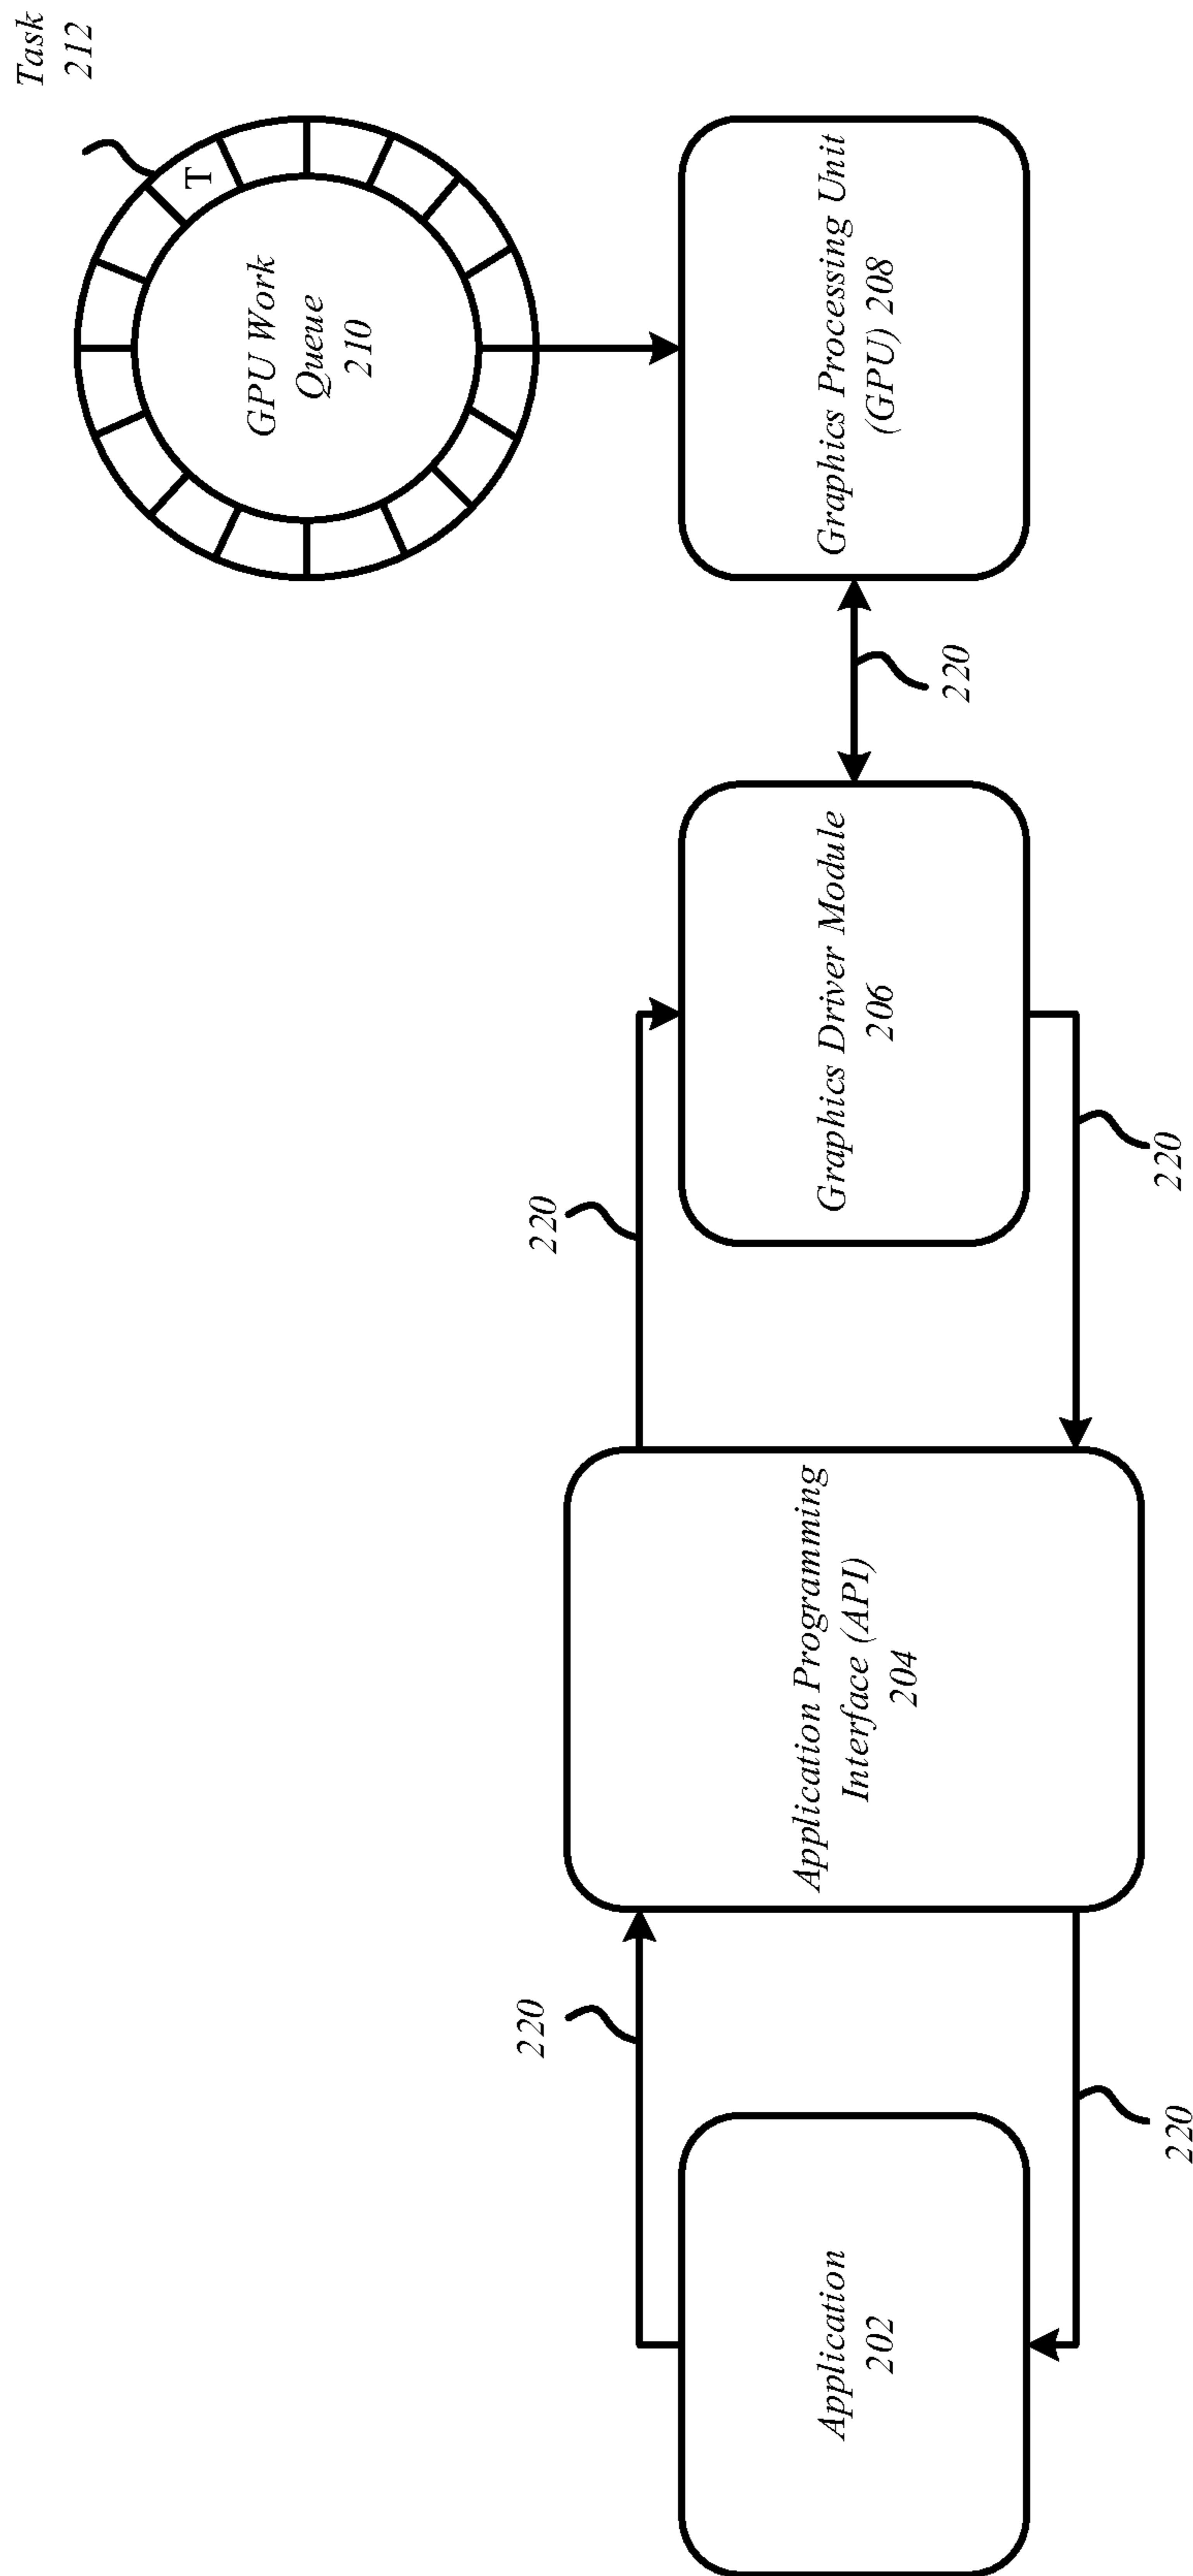 Task
212
T
GPU Work
Queue
210
Graphics Processing Unit
(GPU) 208
220
Graphics Driver Module
206
220
220
Application Programming
Interface (API)
204
220
220
Application
202